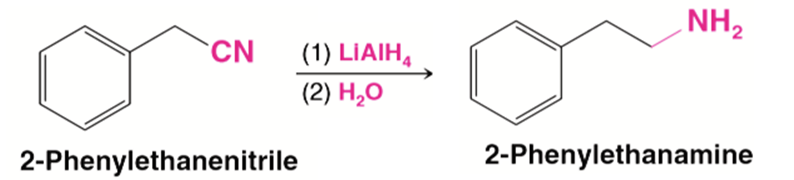 CN
(1) LiAlH₄
(2) H₂O
2-Phenylethanenitrile
NH₂
2-Phenylethanamine